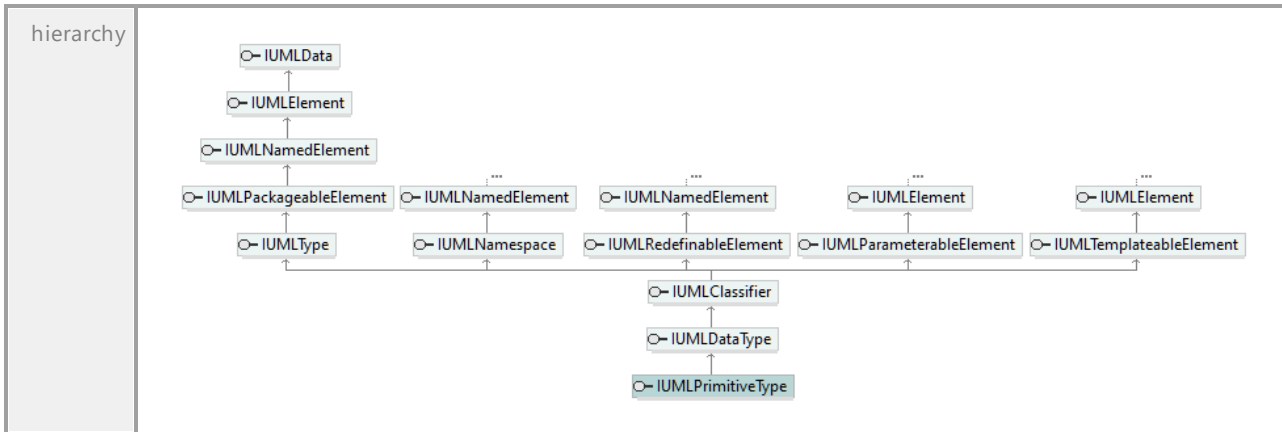 hierarchy
IUMLData
IUMLElement
IUMLNamedElement
...
...
...
...
IUMLPackageableElement
IUMLNamedElement
IUMLNamedElement
IUMLElement
IUMLElement
IUMLType
IUMLNamespace
IUMLRedefinableElement
IUMLParameterableElement
IUMLTemplateableElement
IUMLClassifier
IUMLDataType
IUMLPrimitiveType